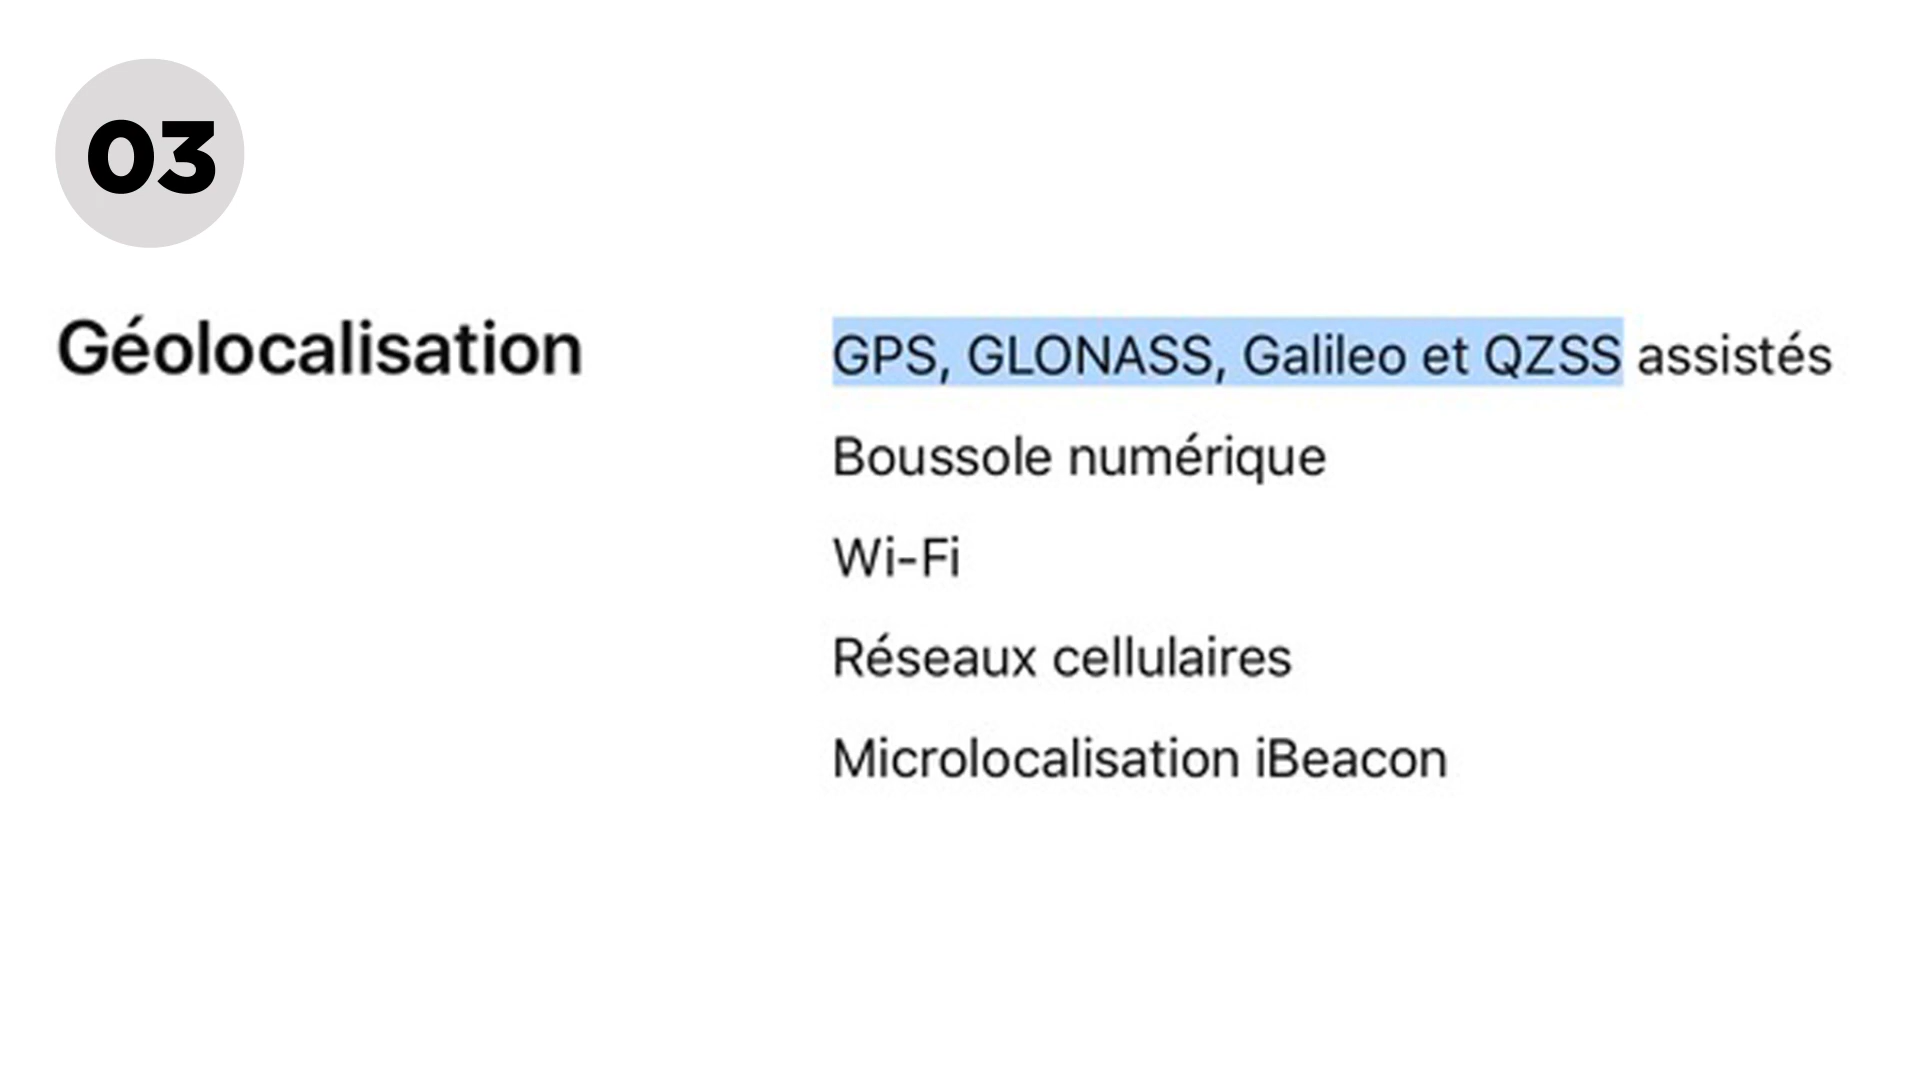 03
Géolocalisation
GPS, GLONASS, Galileo et QZSS assistés
Boussole numérique
Wi-Fi
Réseaux cellulaires
Microlocalisation iBeacon